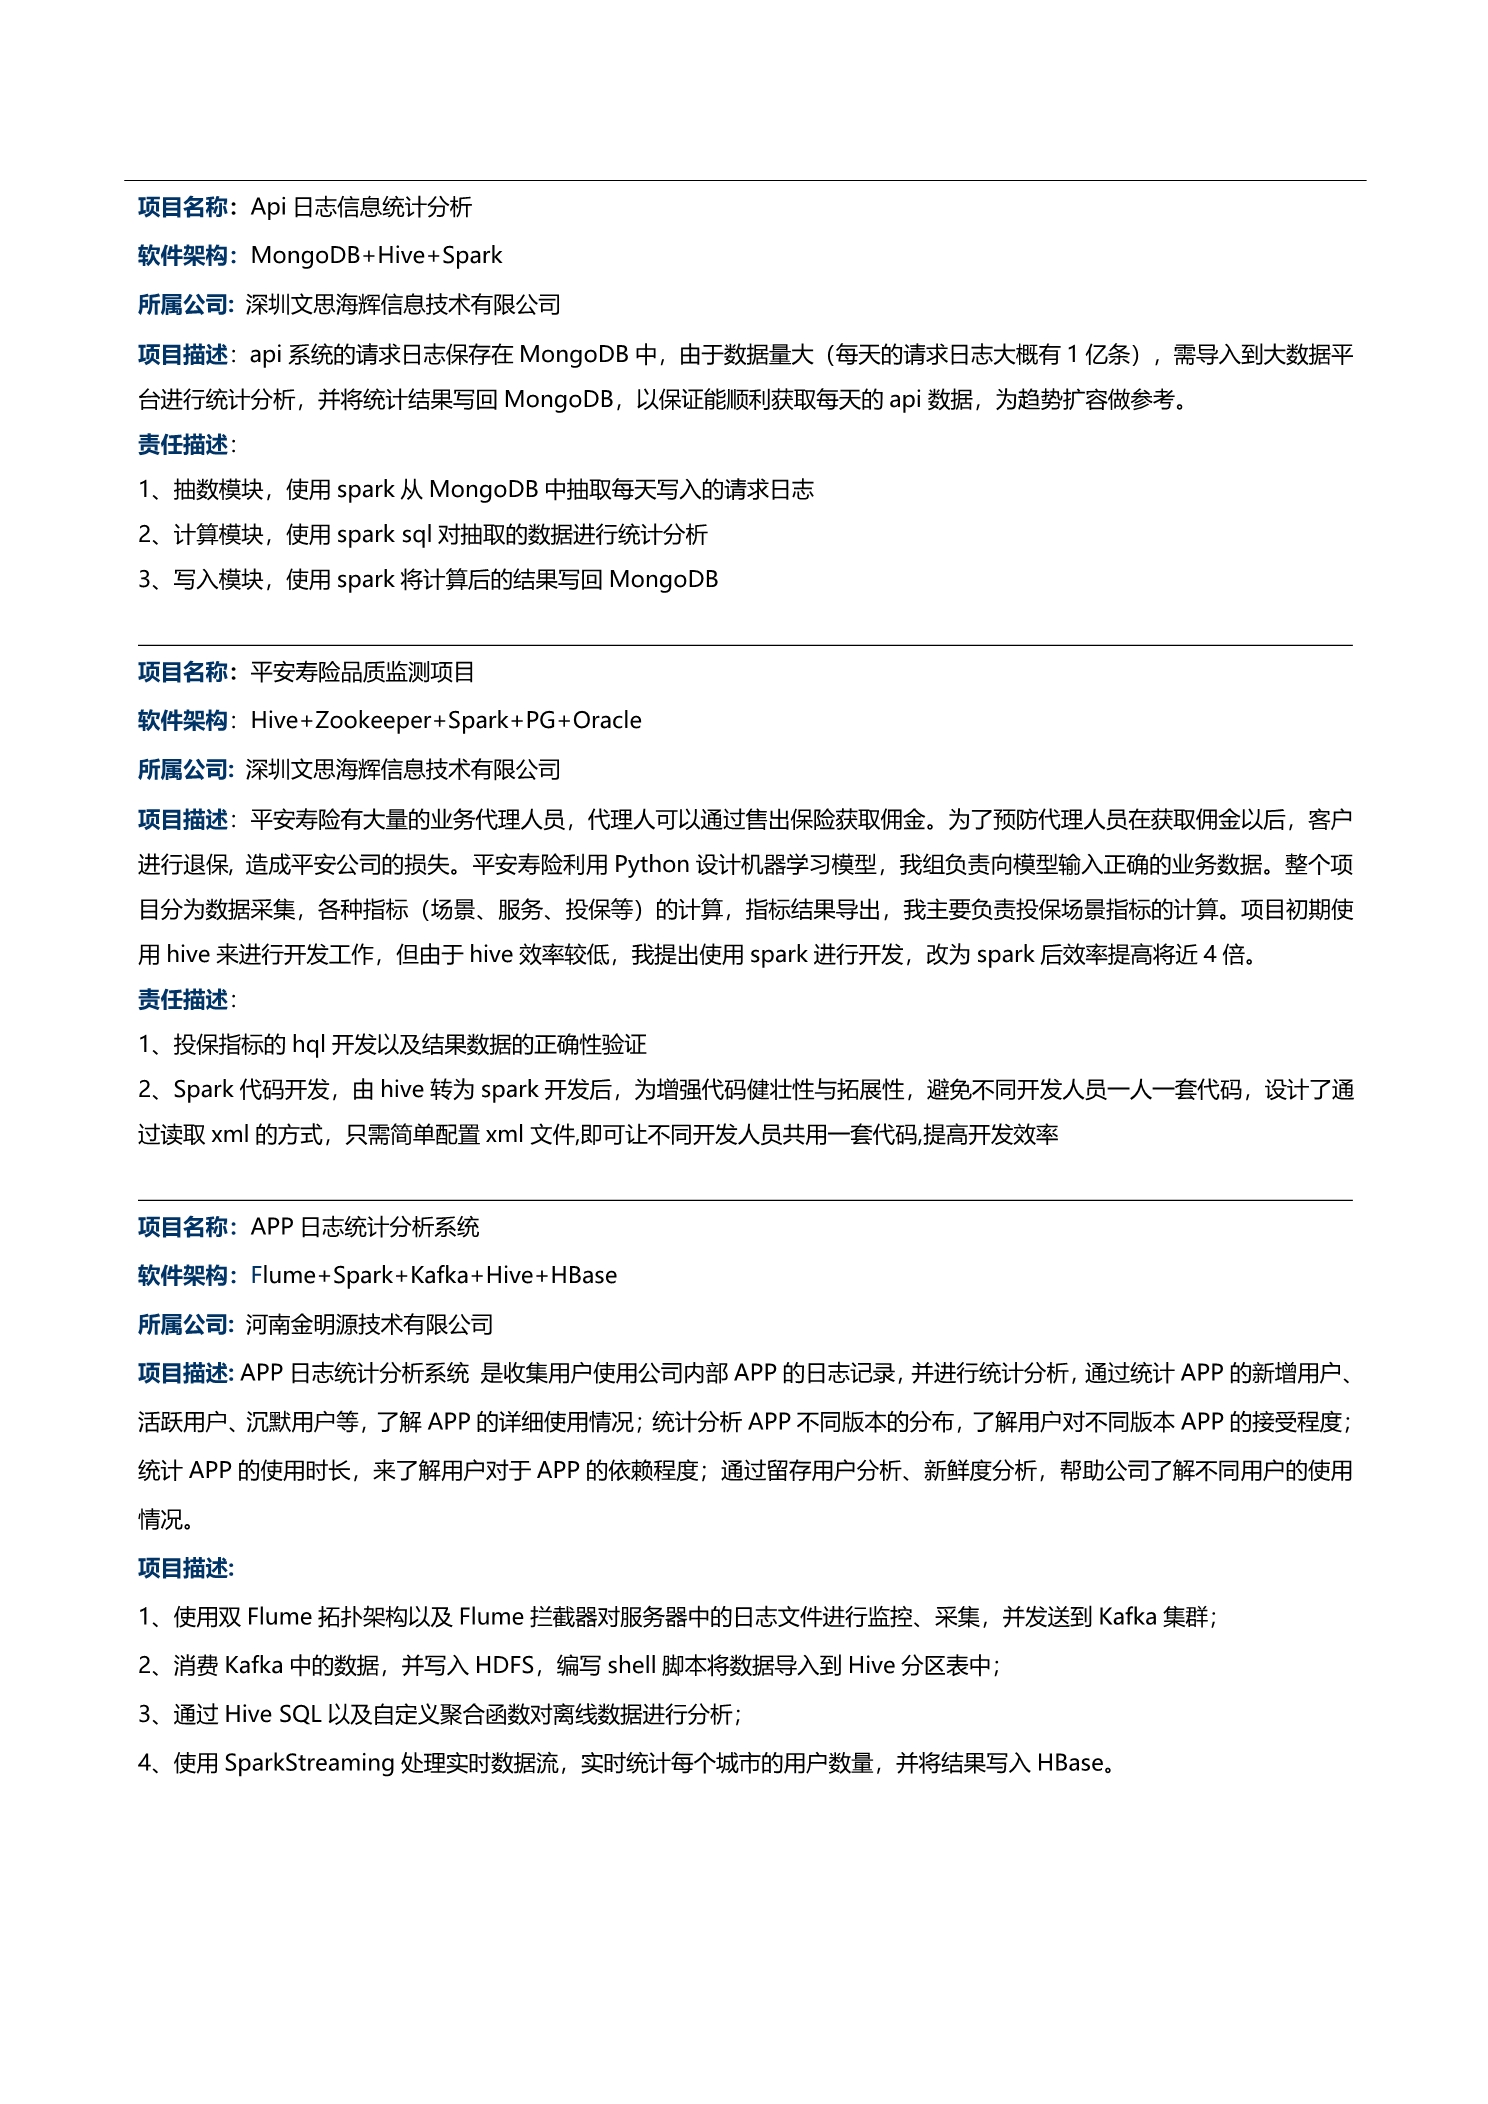 项目名称：Api 日志信息统计分析
软件架构：MongoDB+Hive+Spark
所属公司: 深圳文思海辉信息技术有限公司
项目描述：api 系统的请求日志保存在 MongoDB 中，由于数据量大（每天的请求日志大概有 1 亿条），需导入到大数据平
台进行统计分析，并将统计结果写回 MongoDB，以保证能顺利获取每天的 api 数据，为趋势扩容做参考。
责任描述：
1、抽数模块，使用 spark 从 MongoDB 中抽取每天写入的请求日志
2、计算模块，使用 spark sql 对抽取的数据进行统计分析
3、写入模块，使用 spark 将计算后的结果写回 MongoDB
项目名称：平安寿险品质监测项目
软件架构：Hive+Zookeeper+Spark+PG+Oracle
所属公司: 深圳文思海辉信息技术有限公司
项目描述：平安寿险有大量的业务代理人员，代理人可以通过售出保险获取佣金。为了预防代理人员在获取佣金以后，客户
进行退保, 造成平安公司的损失。平安寿险利用 Python 设计机器学习模型，我组负责向模型输入正确的业务数据。整个项
目分为数据采集，各种指标（场景、服务、投保等）的计算，指标结果导出，我主要负责投保场景指标的计算。项目初期使
用 hive 来进行开发工作，但由于 hive 效率较低，我提出使用 spark 进行开发，改为 spark 后效率提高将近 4 倍。
责任描述：
1、投保指标的 hql 开发以及结果数据的正确性验证
2、Spark 代码开发，由 hive 转为 spark 开发后，为增强代码健壮性与拓展性，避免不同开发人员一人一套代码，设计了通
过读取 xml 的方式，只需简单配置 xml 文件,即可让不同开发人员共用一套代码,提高开发效率
项目名称：APP 日志统计分析系统
软件架构：Flume+Spark+Kafka+Hive+HBase
所属公司: 河南金明源技术有限公司
项目描述: APP 日志统计分析系统 是收集用户使用公司内部 APP 的日志记录，并进行统计分析，通过统计 APP 的新增用户、
活跃用户、沉默用户等，了解 APP 的详细使用情况；统计分析 APP 不同版本的分布，了解用户对不同版本 APP 的接受程度；
统计 APP 的使用时长，来了解用户对于 APP 的依赖程度；通过留存用户分析、新鲜度分析，帮助公司了解不同用户的使用
情况。
项目描述:
1、使用双 Flume 拓扑架构以及 Flume 拦截器对服务器中的日志文件进行监控、采集，并发送到 Kafka 集群；
2、消费 Kafka 中的数据，并写入 HDFS，编写 shell 脚本将数据导入到 Hive 分区表中；
3、通过 Hive SQL 以及自定义聚合函数对离线数据进行分析；
4、使用 SparkStreaming 处理实时数据流，实时统计每个城市的用户数量，并将结果写入 HBase。